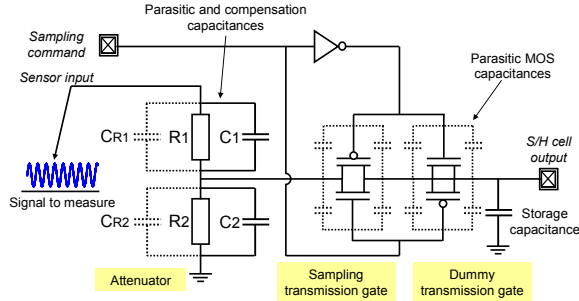 Parasitic and compensation
capacitances
Sampling
command
Sensor input
Parasitic MOS
capacitances
S/H cell
output
CR1
R1
C1
Signal to measure
CR2
R2
C2
Storage
capacitance
Attenuator
Sampling
transmission gate
Dummy
transmission gate